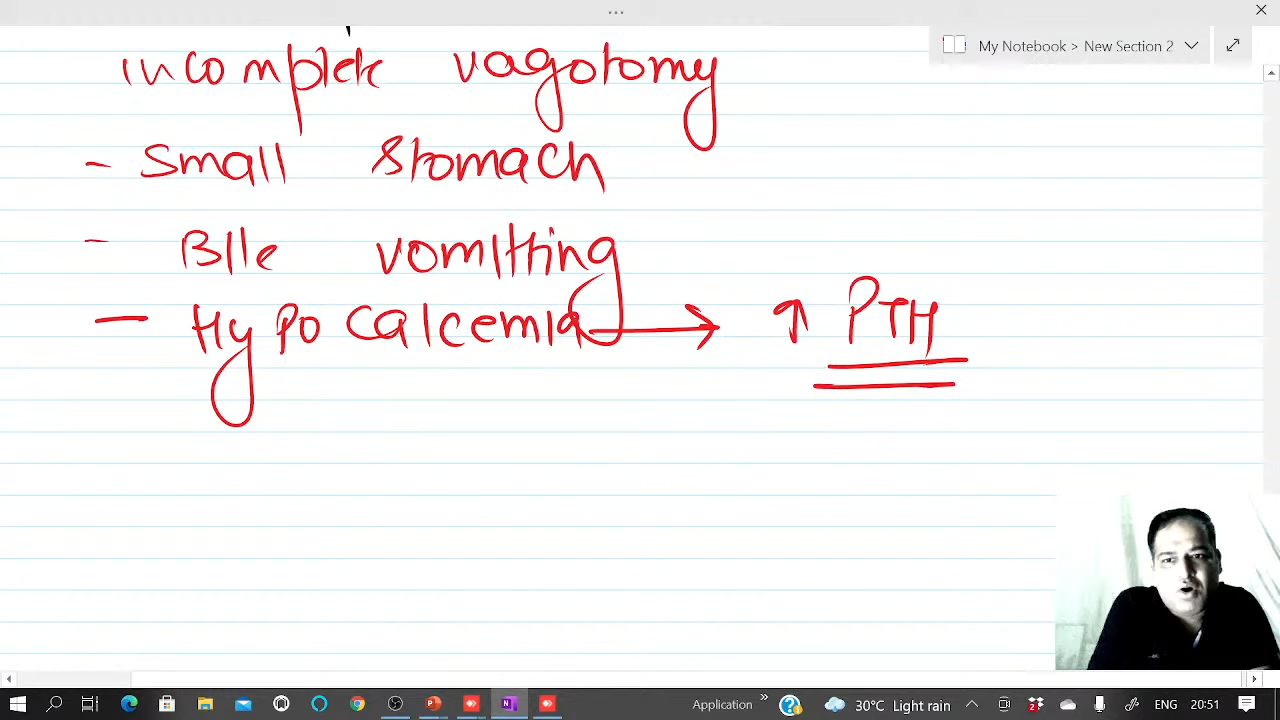 My Notebook > New Section 2
incomplete vagotomy
- Small stomach
- Bile vomitting
- Hypocalcemia → ↑ PTH
Application
30°C Light rain
ENG
20:51